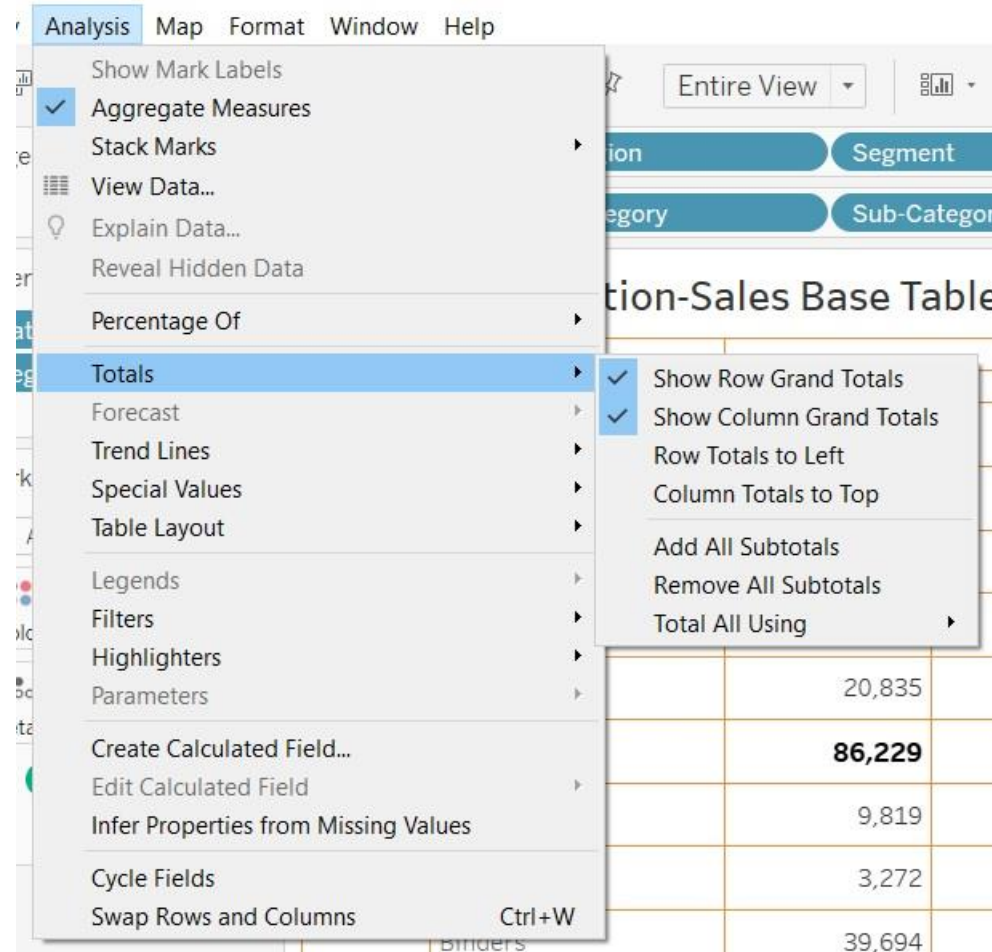 Analysis Map Format Window Help
Show Mark Labels
Aggregate Measures
Stack Marks
View Data...
Explain Data...
Reveal Hidden Data
Percentage Of
Totals
Forecast
Trend Lines
Special Values
Table Layout
Legends
Filters
Highlighters
Parameters
Create Calculated Field...
Edit Calculated Field
Infer Properties from Missing Values
Cycle Fields
Swap Rows and Columns Ctrl+W
Show Row Grand Totals
Show Column Grand Totals
Row Totals to Left
Column Totals to Top
Add All Subtotals
Remove All Subtotals
Total All Using
Entire View
Segment
Sub-Categor
tion-Sales Base Table
20,835
86,229
9,819
3,272
Binders 39,694